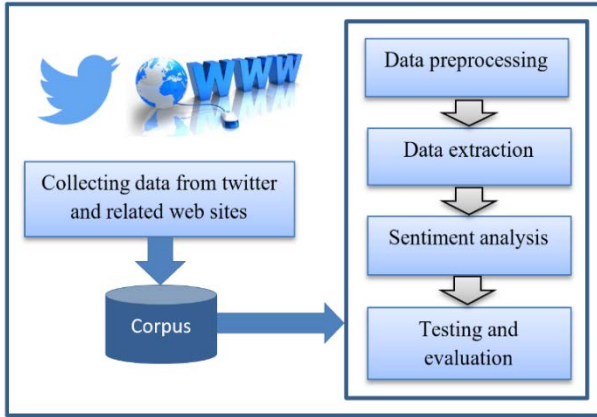 WWW
Collecting data from twitter
and related web sites
Corpus
Data preprocessing
Data extraction
Sentiment analysis
Testing and
evaluation